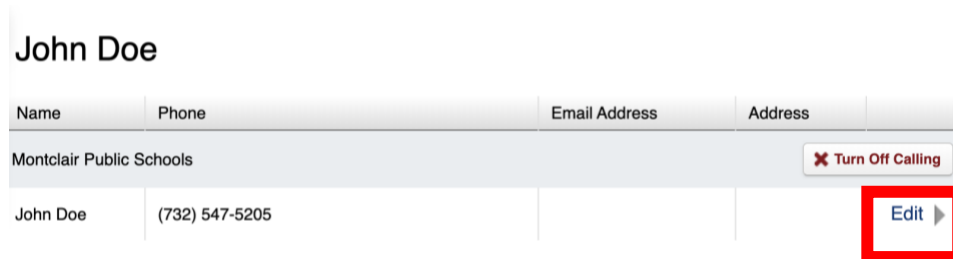 John Doe
Name Phone Email Address Address
Montclair Public Schools Turn Off Calling
John Doe (732) 547-5205 Edit